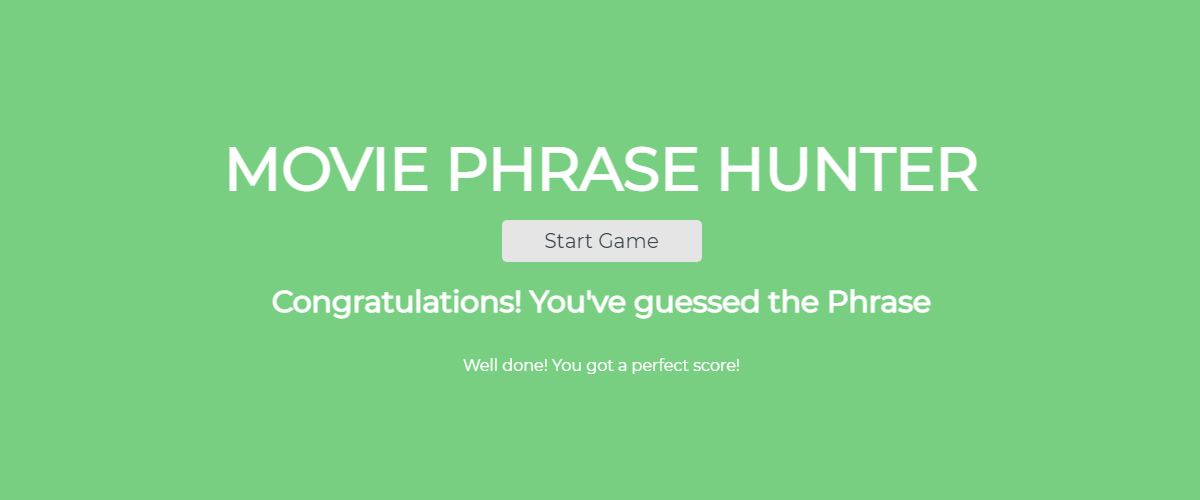 MOVIE PHRASE HUNTER
Start Game
Congratulations! You've guessed the Phrase
Well done! You got a perfect score!